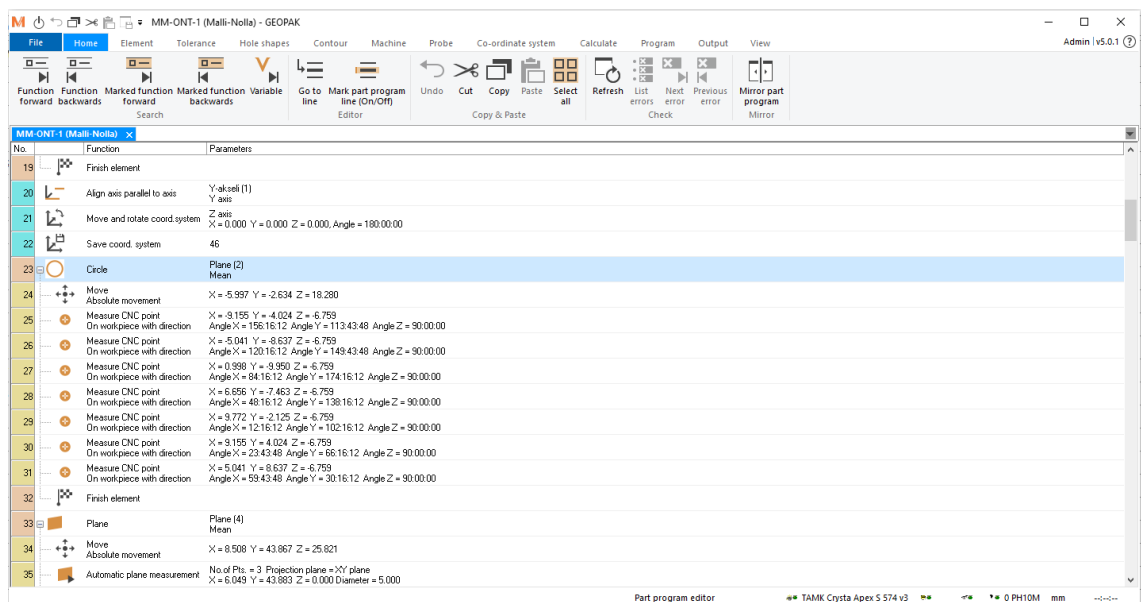 MM-ONT-1 (Malli-Nolla) - GEOPAK
File Home Element Tolerance Hole shapes Contour Machine Probe Co-ordinate system Calculate Program Output View Admin v5.0.1
Function forward
Function backwards
Marked function forward
Marked function backwards
Variable
Search
Go to line
Mark part program line (On/Off)
Editor
Undo
Cut
Copy
Paste
Select all
Copy & Paste
Refresh
List errors
Next error
Previous error
Check
Mirror part program
Mirror
MM-ONT-1 (Malli-Nolla) x
No. Function Parameters
19 Finish element
20 Align axis parallel to axis Y-akseli (1)
Y axis
21 Move and rotate coord.system Z axis
X = 0.000 Y = 0.000 Z = 0.000, Angle = 180:00:00
22 Save coord. system 46
23 Circle Plane (2)
Mean
24 Move
Absolute movement X = -5.997 Y = -2.634 Z = 18.280
25 Measure CNC point X = -9.155 Y = -4.024 Z = -6.759
On workpiece with direction Angle X = 156:16:12 Angle Y = 113:43:48 Angle Z = 90:00:00
26 Measure CNC point X = -5.041 Y = -8.637 Z = -6.759
On workpiece with direction Angle X = 120:16:12 Angle Y = 149:43:48 Angle Z = 90:00:00
27 Measure CNC point X = 0.998 Y = -9.950 Z = -6.759
On workpiece with direction Angle X = 84:16:12 Angle Y = 174:16:12 Angle Z = 90:00:00
28 Measure CNC point X = 6.656 Y = -7.463 Z = -6.759
On workpiece with direction Angle X = 48:16:12 Angle Y = 138:16:12 Angle Z = 90:00:00
29 Measure CNC point X = 9.772 Y = -2.125 Z = -6.759
On workpiece with direction Angle X = 12:16:12 Angle Y = 102:16:12 Angle Z = 90:00:00
30 Measure CNC point X = 9.155 Y = 4.024 Z = -6.759
On workpiece with direction Angle X = 23:43:48 Angle Y = 66:16:12 Angle Z = 90:00:00
31 Measure CNC point X = 5.041 Y = 8.637 Z = -6.759
On workpiece with direction Angle X = 59:43:48 Angle Y = 30:16:12 Angle Z = 90:00:00
32 Finish element
33 Plane Plane (4)
Mean
34 Move
Absolute movement X = 8.508 Y = 43.867 Z = 25.821
35 Automatic plane measurement No.of Pts. = 3 Projection plane = XY plane
X = 6.049 Y = 43.883 Z = 0.000 Diameter = 5.000
Part program editor TAMK Crysta Apex S 574 v3 0 PH10M mm --:--:--